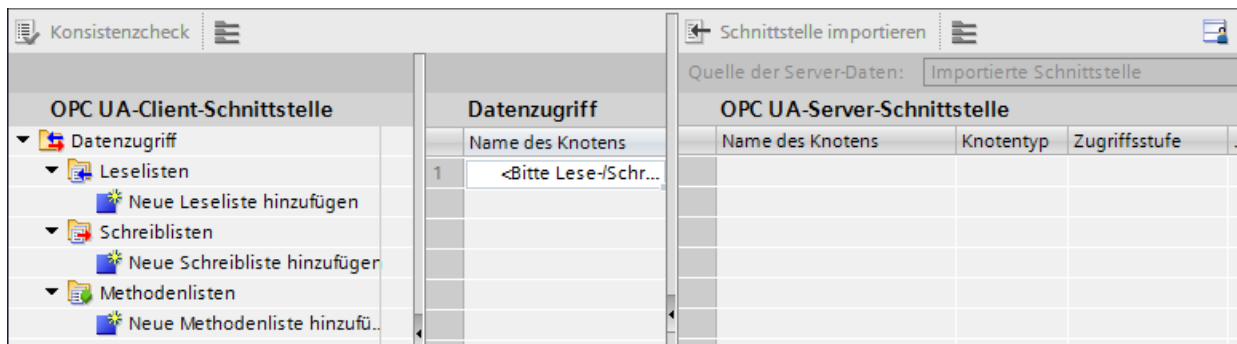 Konsistenzcheck
Schnittstelle importieren
Quelle der Server-Daten: Importierte Schnittstelle
OPC UA-Client-Schnittstelle
Datenzugriff
Leselisten
Neue Leseliste hinzufügen
Schreiblisten
Neue Schreibliste hinzufügen
Methodenlisten
Neue Methodenliste hinzufü..
Datenzugriff
Name des Knotens
1 <Bitte Lese-/Schr...
OPC UA-Server-Schnittstelle
Name des Knotens Knotentyp Zugriffsstufe